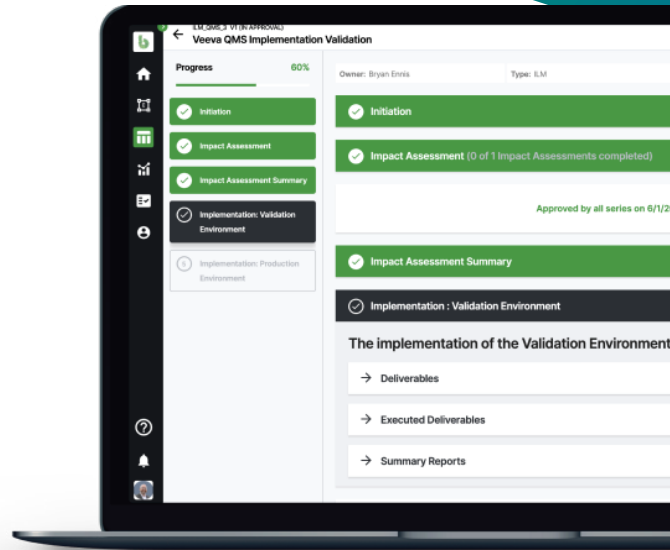 ILM_QMS_3 V1 (IN APPROVAL)
Veeva QMS Implementation Validation
Progress 60%
Initiation
Impact Assessment
Impact Assessment Summary
Implementation: Validation
Environment
5 Implementation: Production
Environment
Owner: Bryan Ennis Type: ILM
Initiation
Impact Assessment (0 of 1 Impact Assessments completed)
Approved by all series on 6/1/2
Impact Assessment Summary
Implementation : Validation Environment
The implementation of the Validation Environment
Deliverables
Executed Deliverables
Summary Reports